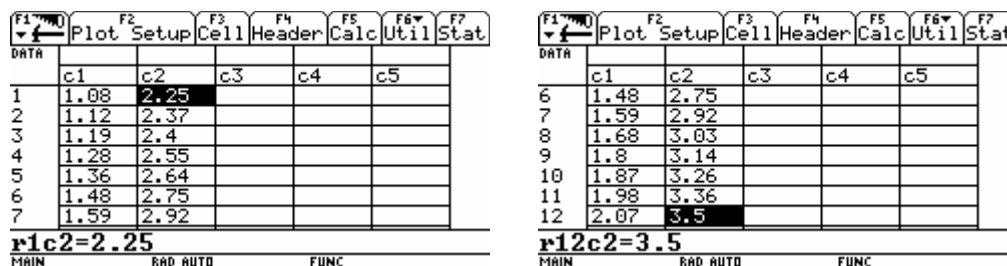 F1 F2 F3 F4 F5 F6 F7
Plot Setup Cell Header Calc Util Stat
DATA
c1 c2 c3 c4 c5
1 1.08 2.25
2 1.12 2.37
3 1.19 2.4
4 1.28 2.55
5 1.36 2.64
6 1.48 2.75
7 1.59 2.92
r1c2=2.25
MAIN RAD AUTO FUNC
F1 F2 F3 F4 F5 F6 F7
Plot Setup Cell Header Calc Util Stat
DATA
c1 c2 c3 c4 c5
6 1.48 2.75
7 1.59 2.92
8 1.68 3.03
9 1.8 3.14
10 1.87 3.26
11 1.98 3.36
12 2.07 3.5
r12c2=3.5
MAIN RAD AUTO FUNC